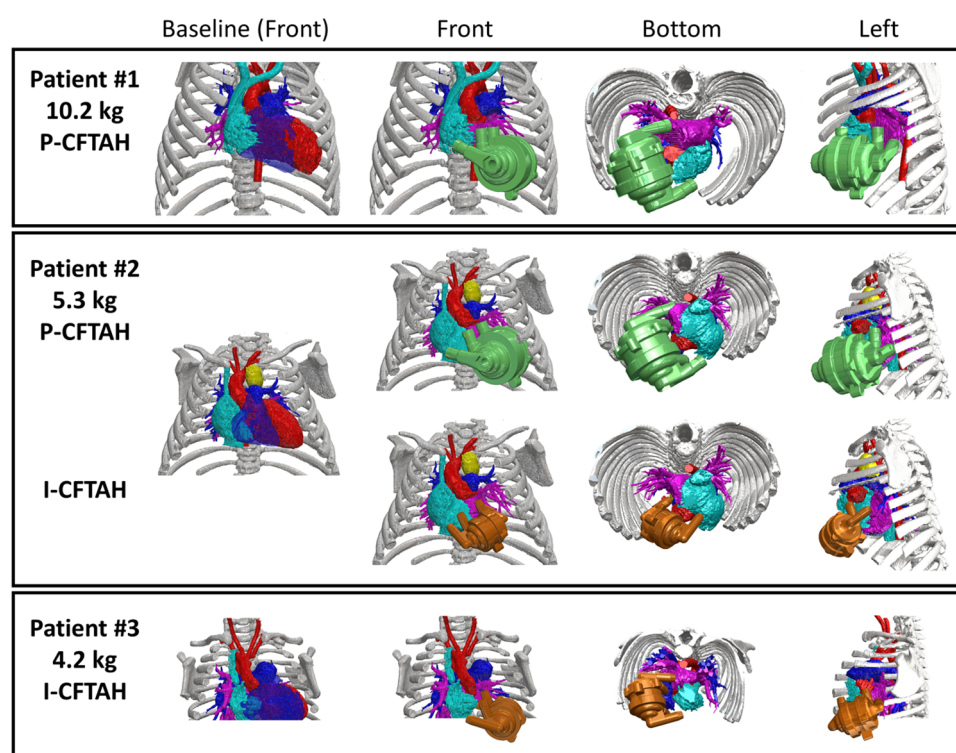 Baseline (Front) Front Bottom Left
Patient #1
10.2 kg
P-CFTAH
Patient #2
5.3 kg
P-CFTAH
I-CFTAH
Patient #3
4.2 kg
I-CFTAH